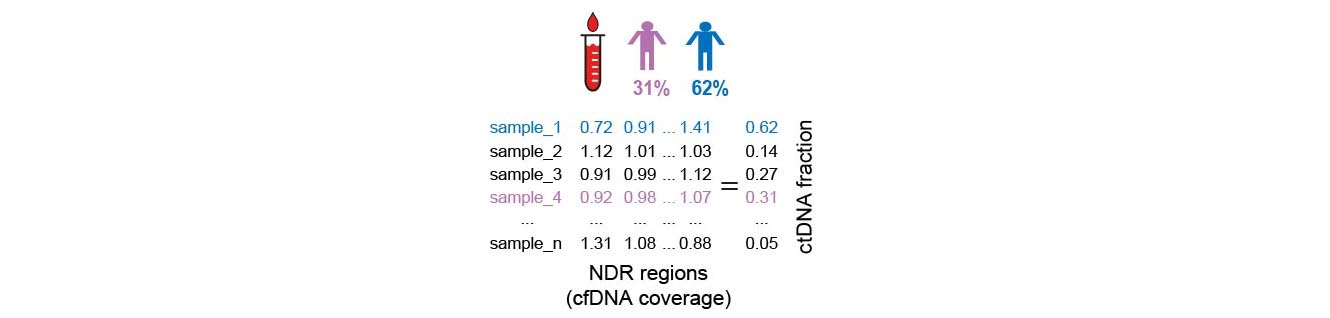 31% 62%
sample_1 0.72 0.91 ... 1.41 0.62
sample_2 1.12 1.01 ... 1.03 0.14
sample_3 0.91 0.99 ... 1.12 0.27
=
sample_4 0.92 0.98 ... 1.07 0.31
... ... ... ... ... ...
sample_n 1.31 1.08 ... 0.88 0.05
ctDNA fraction
NDR regions
(cfDNA coverage)